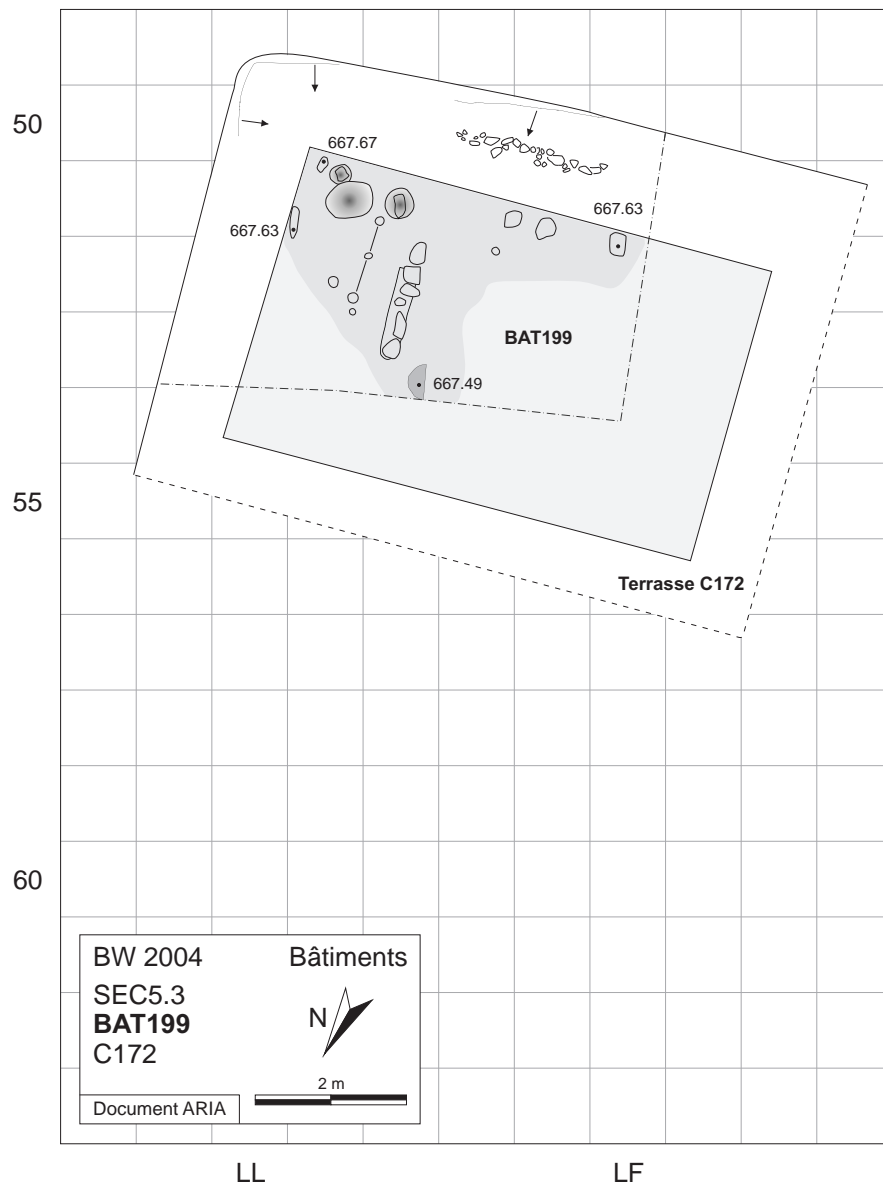 50
667.67
667.63
667.63
BAT199
667.49
55
Terrasse C172
60
BW 2004 Bâtiments
SEC5.3
BAT199
N
C172
2 m
Document ARIA
LL LF